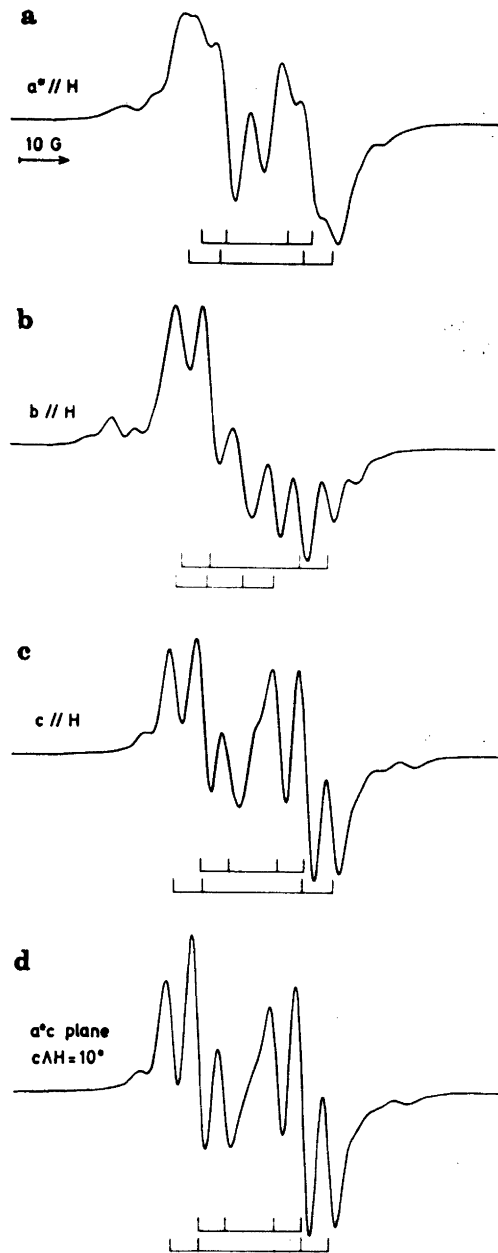 a
a* // H
10 G
b
b // H
c
c // H
d
a*c plane
c∧H = 10°